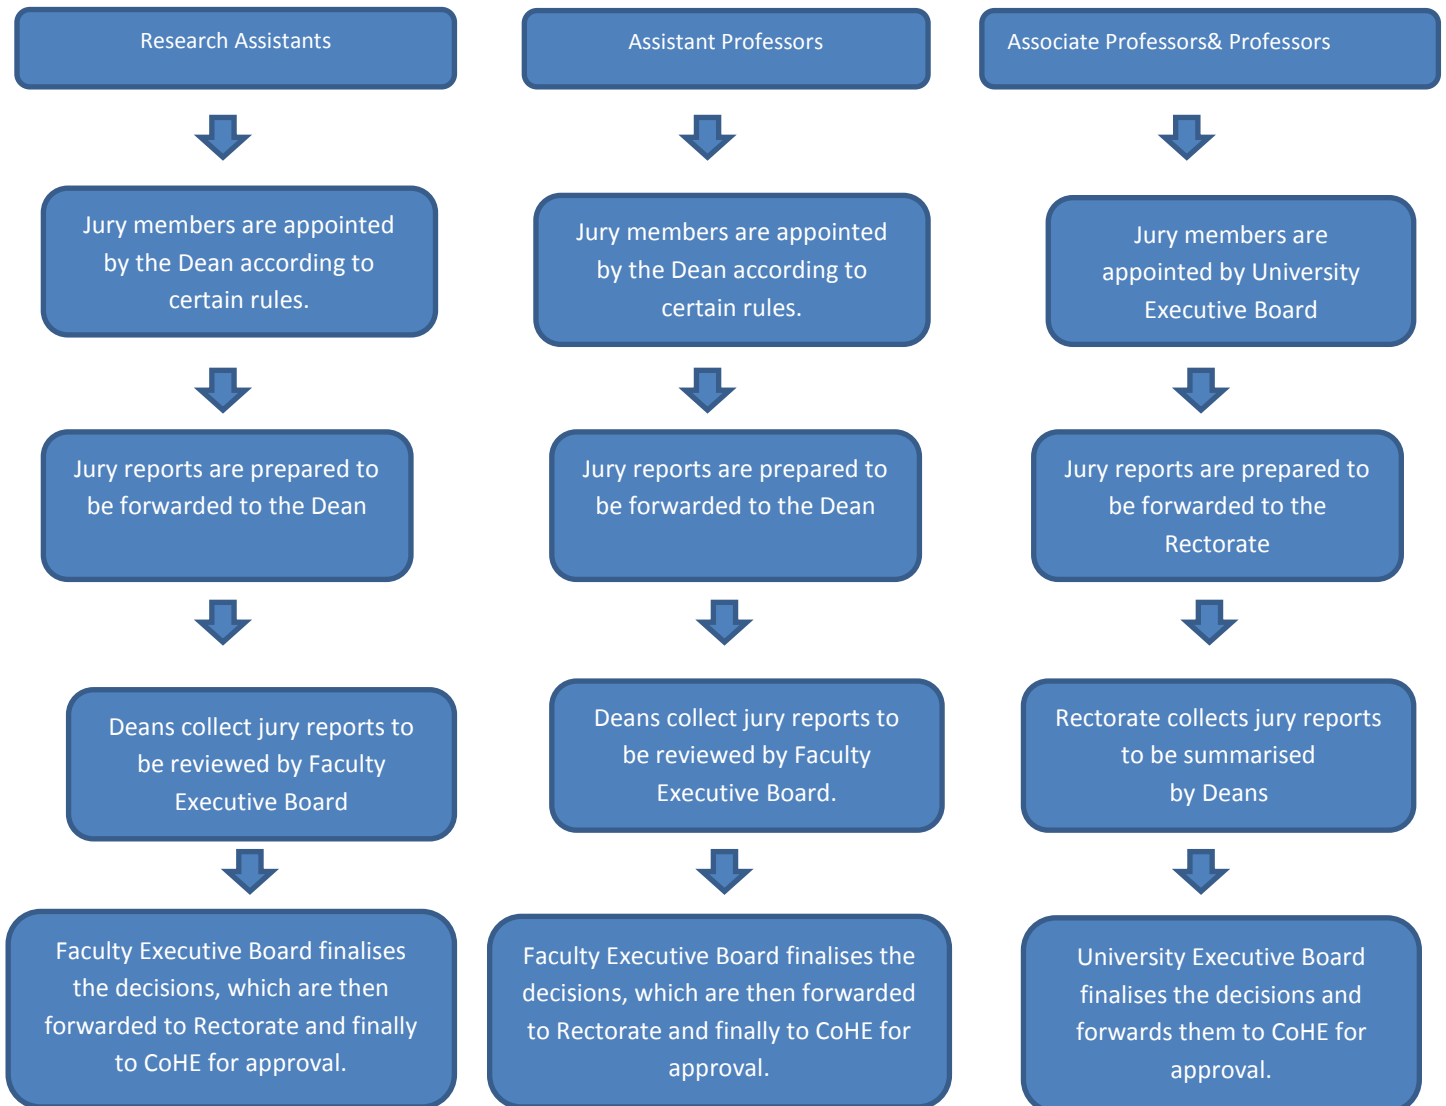 Research Assistants
Assistant Professors
Associate Professors& Professors
Jury members are appointed
by the Dean according to
certain rules.
Jury members are appointed
by the Dean according to
certain rules.
Jury members are
appointed by University
Executive Board
Jury reports are prepared to
be forwarded to the Dean
Jury reports are prepared to
be forwarded to the Dean
Jury reports are prepared to
be forwarded to the
Rectorate
Deans collect jury reports to
be reviewed by Faculty
Executive Board
Deans collect jury reports to
be reviewed by Faculty
Executive Board.
Rectorate collects jury reports
to be summarised
by Deans
Faculty Executive Board finalises
the decisions, which are then
forwarded to Rectorate and finally
to CoHE for approval.
Faculty Executive Board finalises the
decisions, which are then forwarded
to Rectorate and finally to CoHE for
approval.
University Executive Board
finalises the decisions and
forwards them to CoHE for
approval.